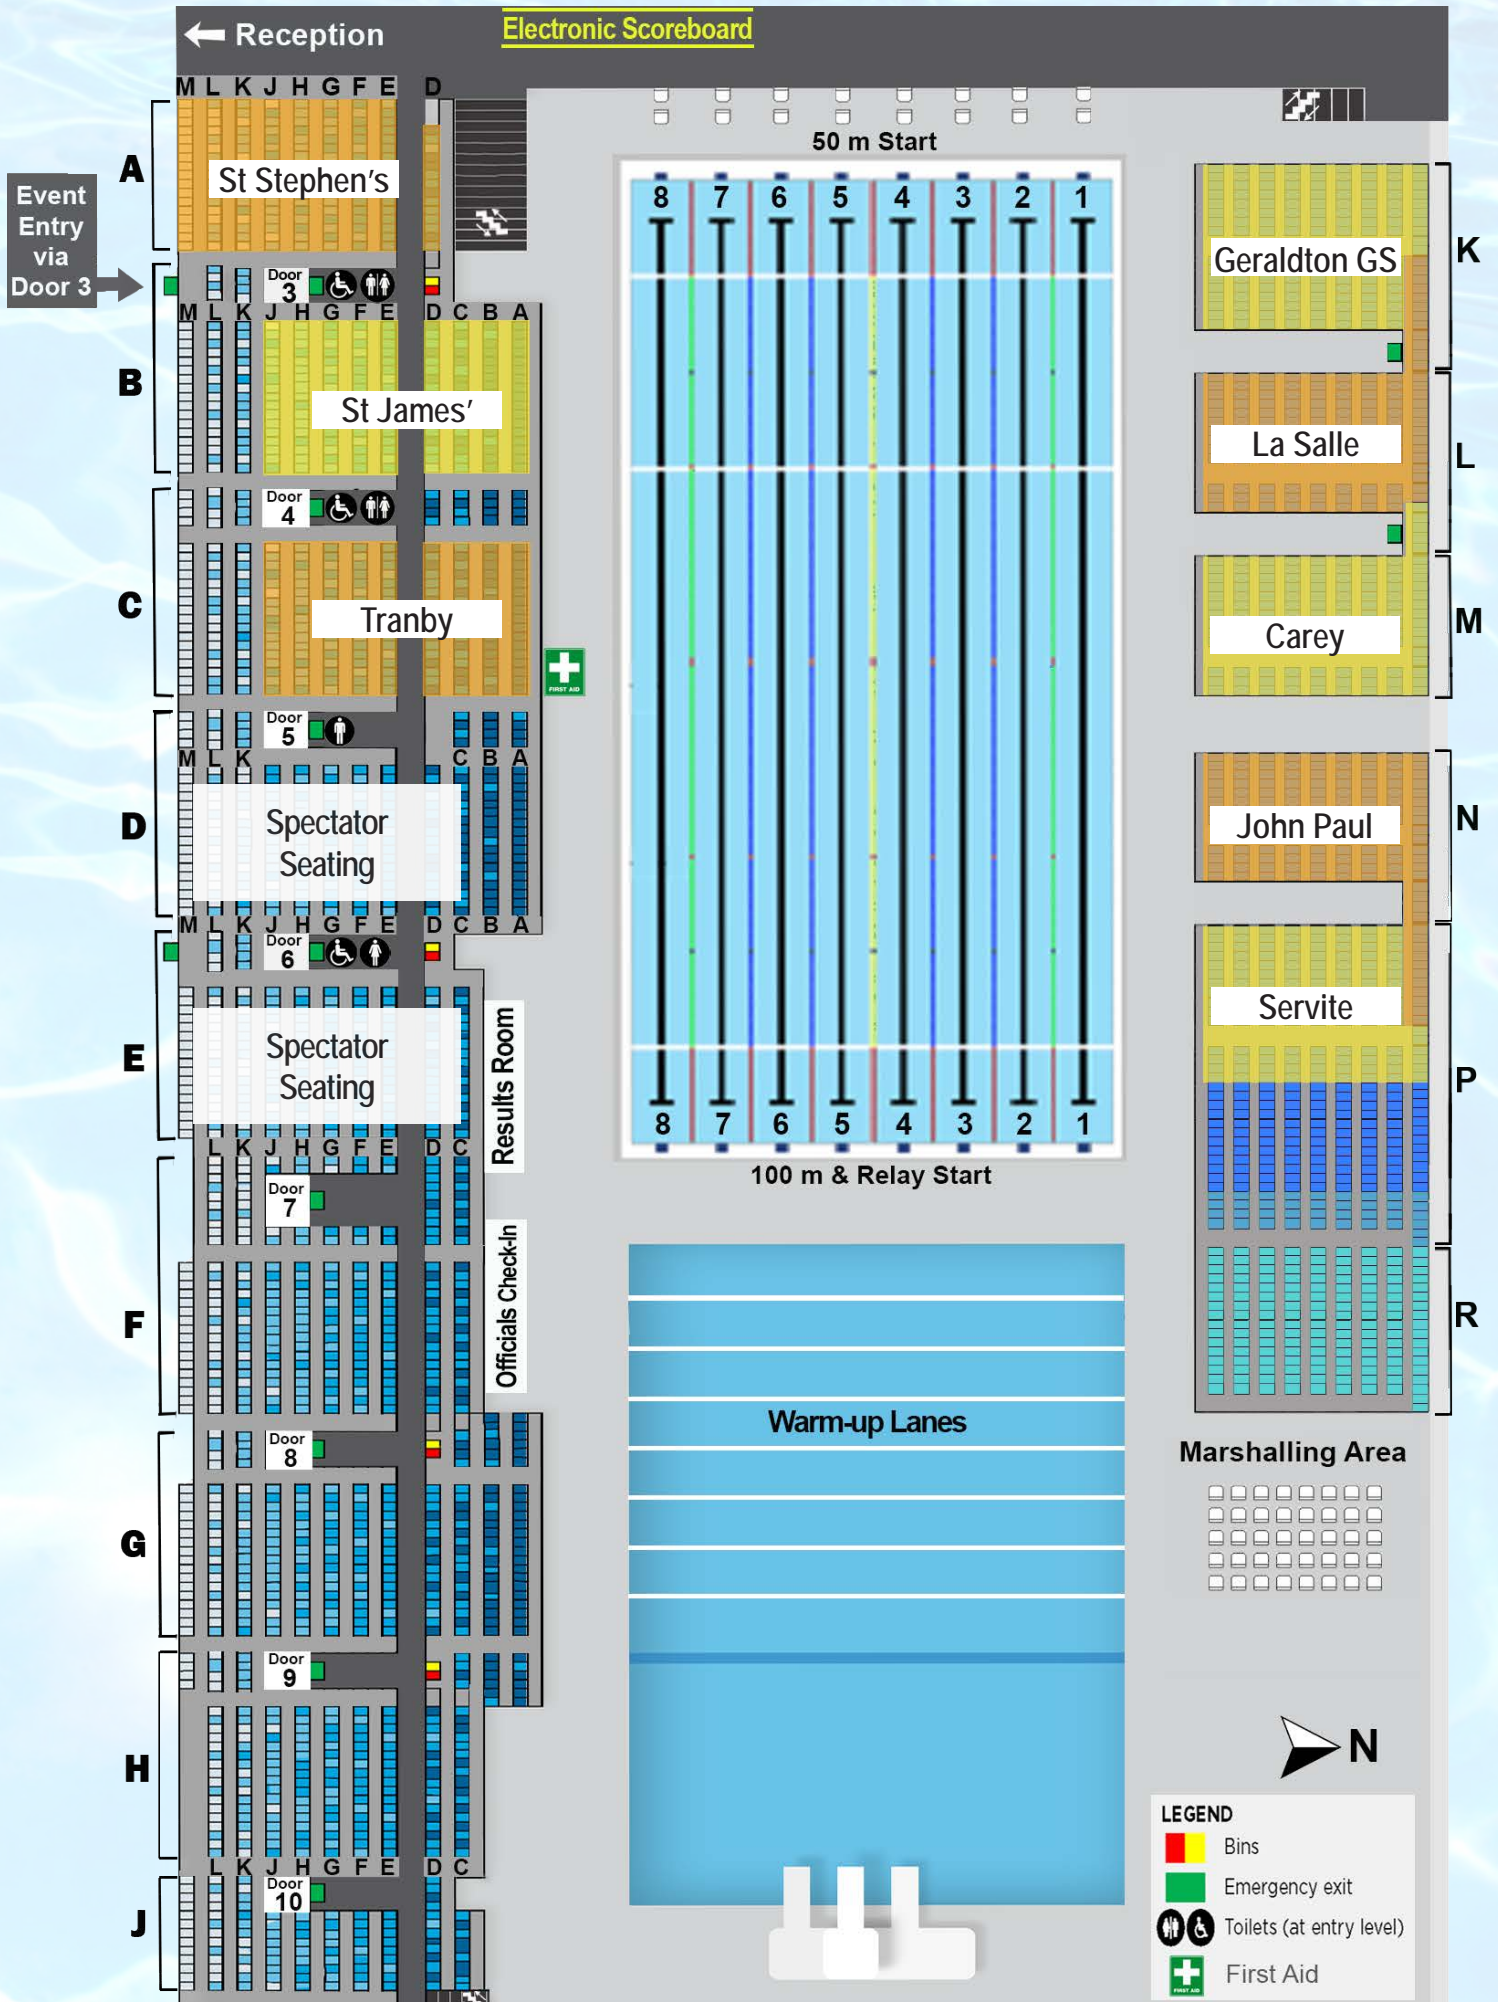 Reception
Electronic Scoreboard
M L K J H G F E D
A
St Stephen's
50 m Start
Event
Entry
via
Door 3
Door
3
M L K J H G F E D C B A
B
St James'
Door
4
C
Tranby
FIRST AID
Door
5
M L K C B A
D
Spectator
Seating
M L K J H G F E D C B A
Door
6
E
Spectator
Seating
Results Room
L K J H G F E D C
Door
7
F
Officials Check-In
Door
8
G
Door
9
H
L K J H G F E D C
Door
10
J
8 7 6 5 4 3 2 1
8 7 6 5 4 3 2 1
100 m & Relay Start
Warm-up Lanes
Geraldton GS
K
La Salle
L
Carey
M
John Paul
N
Servite
P
R
Marshalling Area
N
LEGEND
Bins
Emergency exit
Toilets (at entry level)
FIRST AID
First Aid